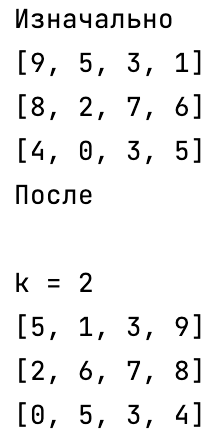 Изначально
[9, 5, 3, 1]
[8, 2, 7, 6]
[4, 0, 3, 5]
После
k = 2
[5, 1, 3, 9]
[2, 6, 7, 8]
[0, 5, 3, 4]